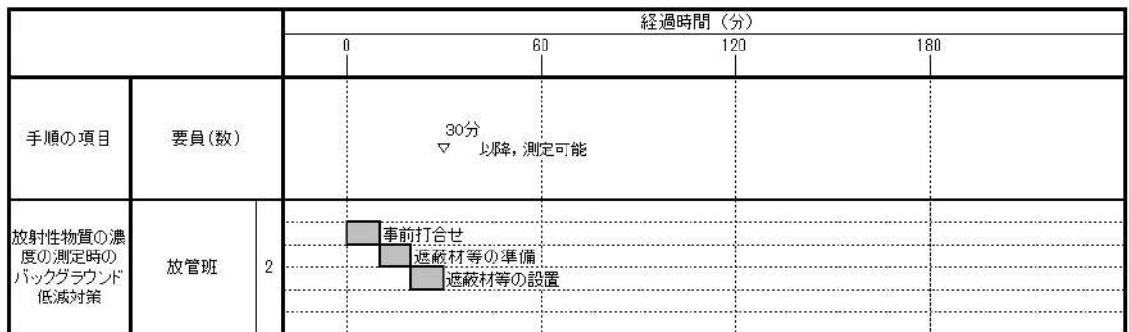 経過時間（分）
0 60 120 180
手順の項目 要員(数)
30分
▽ 以降，測定可能
放射性物質の濃
度の測定時の
バックグラウンド
低減対策
放管班 2
事前打合せ
遮蔽材等の準備
遮蔽材等の設置